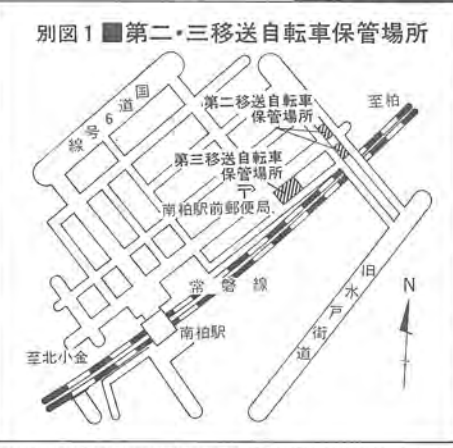 別図1■第二・三移送自転車保管場所
国道6号線
第二移送自転車
保管場所
至柏
第三移送自転車
保管場所
〒
南柏駅前郵便局
常磐線
旧水戸街道
N
南柏駅
至北小金